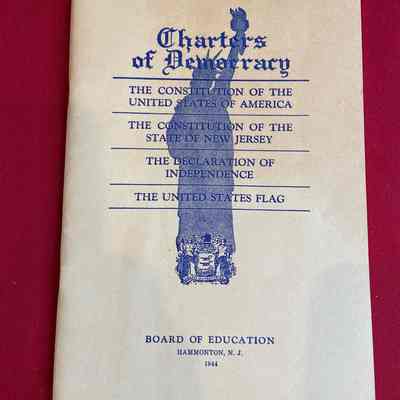 Charters
of Democracy
THE CONSTITUTION OF THE
UNITED STATES OF AMERICA
THE CONSTITUTION OF THE
STATE OF NEW JERSEY
THE DECLARATION OF
INDEPENDENCE
THE UNITED STATES FLAG
BOARD OF EDUCATION
HAMMONTON, N. J.
1944